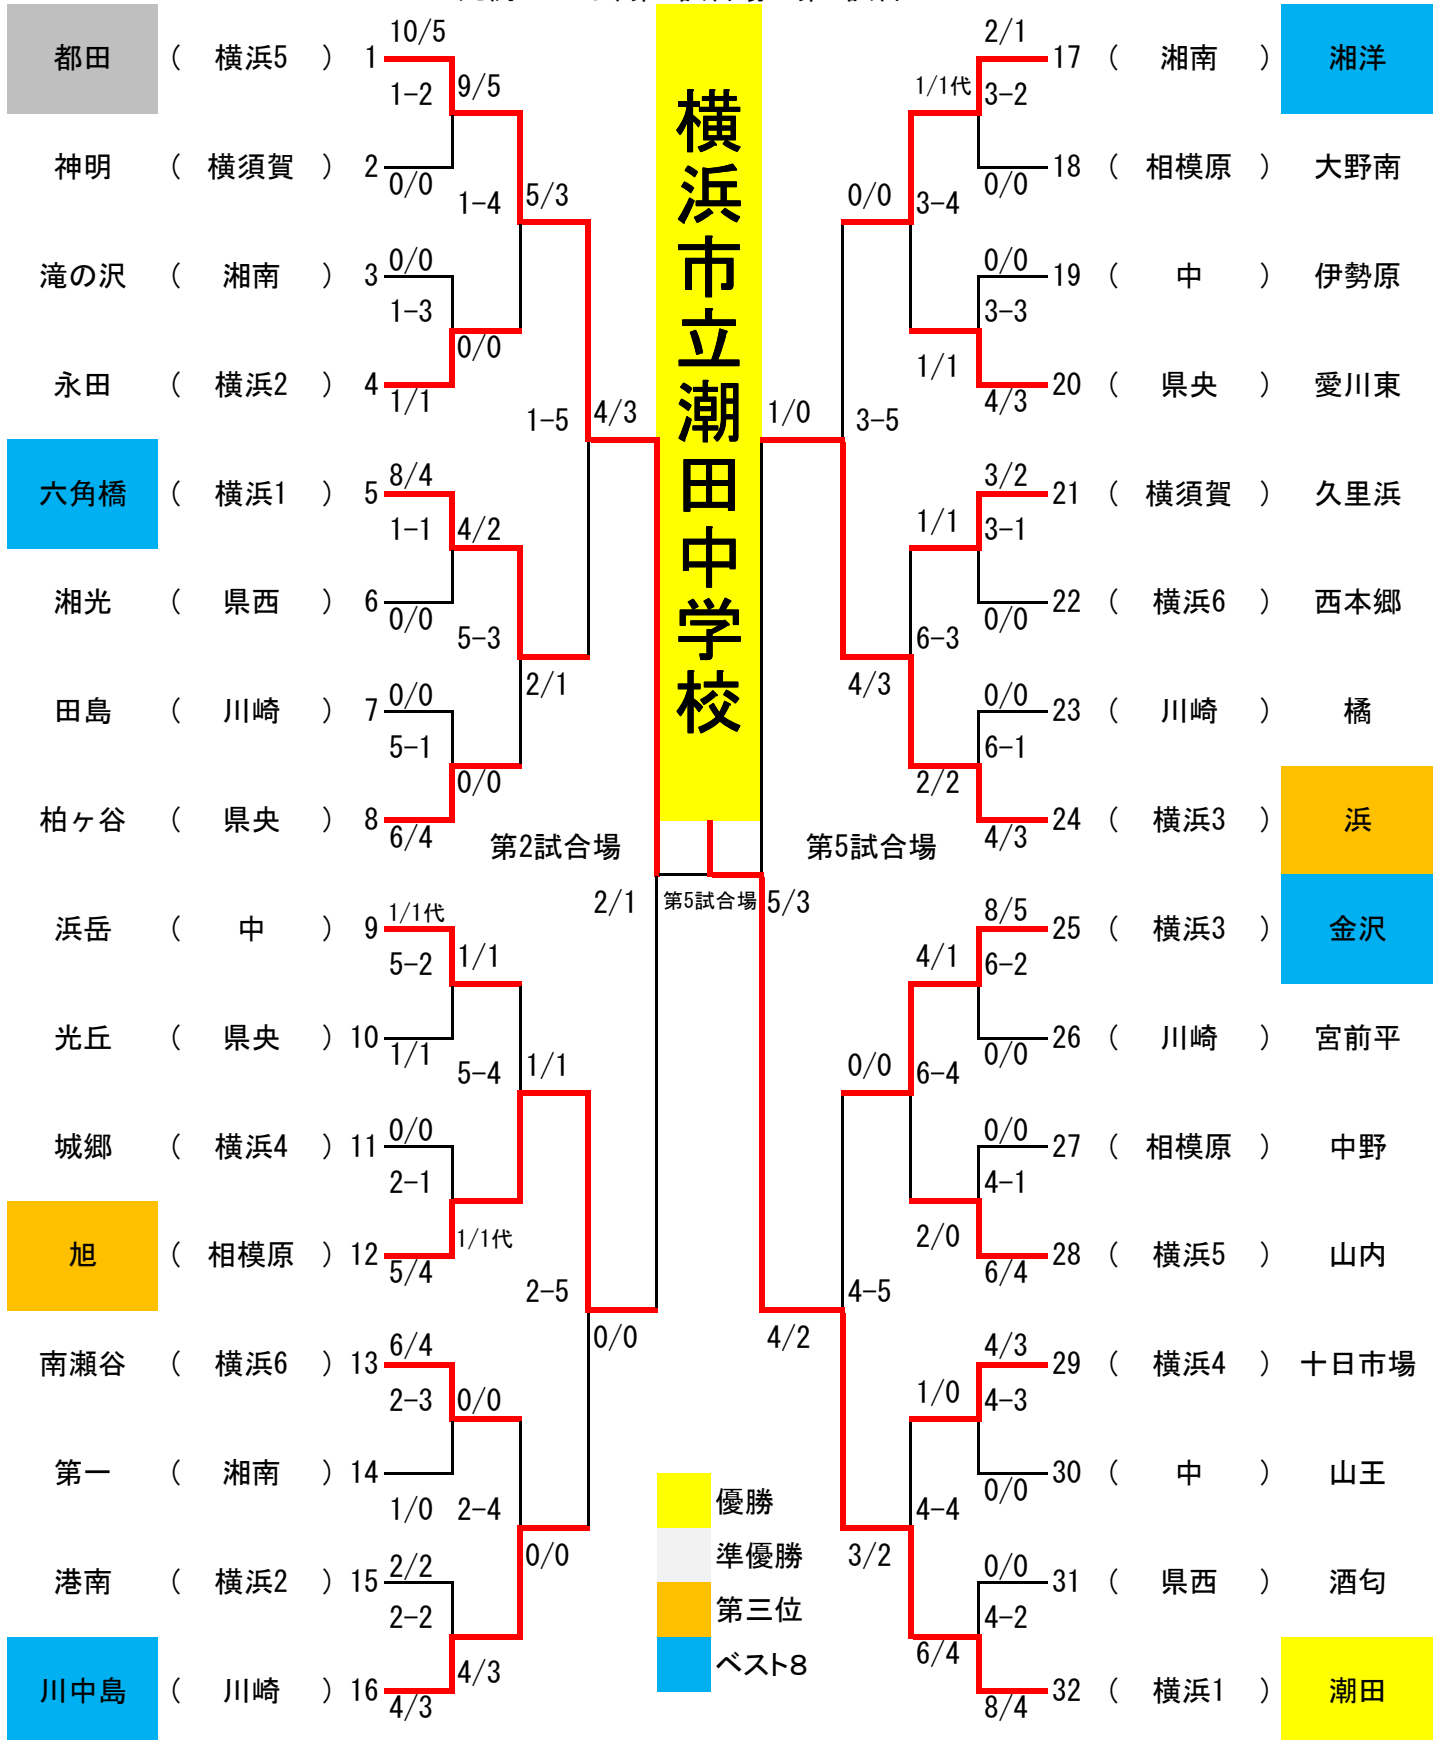 都田 ( 横浜5 ) 1 10/5
1-2 9/5
神明 ( 横須賀 ) 2 0/0
1-4 5/3
滝の沢 ( 湘南 ) 3 0/0
1-3
0/0
永田 ( 横浜2 ) 4 1/1
1-5 4/3
六角橋 ( 横浜1 ) 5 8/4
1-1 4/2
湘光 ( 県西 ) 6 0/0
5-3
2/1
田島 ( 川崎 ) 7 0/0
5-1
0/0
柏ヶ谷 ( 県央 ) 8 6/4
第2試合場
2/1
浜岳 ( 中 ) 9 1/1代
5-2 1/1
光丘 ( 県央 ) 10 1/1
5-4 1/1
城郷 ( 横浜4 ) 11 0/0
2-1
1/1代
旭 ( 相模原 ) 12 5/4
2-5
0/0
南瀬谷 ( 横浜6 ) 13 6/4
2-3 0/0
第一 ( 湘南 ) 14
1/0 2-4
0/0
港南 ( 横浜2 ) 15 2/2
2-2
4/3
川中島 ( 川崎 ) 16 4/3
横浜市立潮田中学校
第5試合場
2/1 17 ( 湘南 ) 湘洋
1/1代 3-2
18 ( 相模原 ) 大野南
0/0
0/0 3-4
0/0 19 ( 中 ) 伊勢原
3-3
1/1
20 ( 県央 ) 愛川東
4/3
1/0 3-5
3/2 21 ( 横須賀 ) 久里浜
1/1 3-1
22 ( 横浜6 ) 西本郷
0/0
6-3
4/3
0/0 23 ( 川崎 ) 橘
6-1
2/2
24 ( 横浜3 ) 浜
4/3
第5試合場
5/3
8/5 25 ( 横浜3 ) 金沢
4/1 6-2
26 ( 川崎 ) 宮前平
0/0
0/0 6-4
0/0 27 ( 相模原 ) 中野
4-1
2/0
28 ( 横浜5 ) 山内
6/4
4-5
4/2
4/3 29 ( 横浜4 ) 十日市場
1/0 4-3
30 ( 中 ) 山王
0/0
4-4
3/2
0/0 31 ( 県西 ) 酒匂
4-2
6/4
32 ( 横浜1 ) 潮田
8/4
優勝
準優勝
第三位
ベスト8